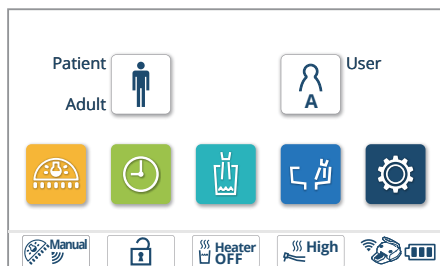 Patient
User
Adult
A
Manual
Heater
OFF
High